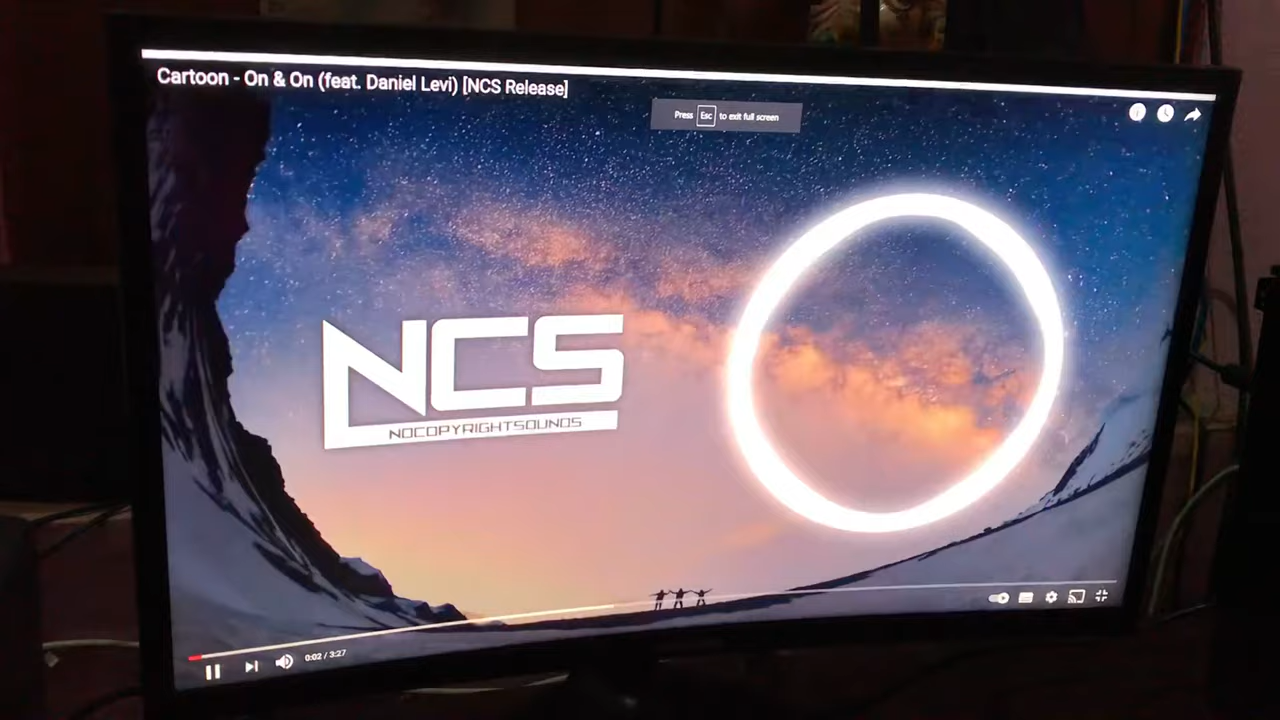 Cartoon - On & On (feat. Daniel Levi) [NCS Release]
Press Esc to exit full screen
NCS
NOCOPYRIGHTSOUNDS
0:02 / 3:27